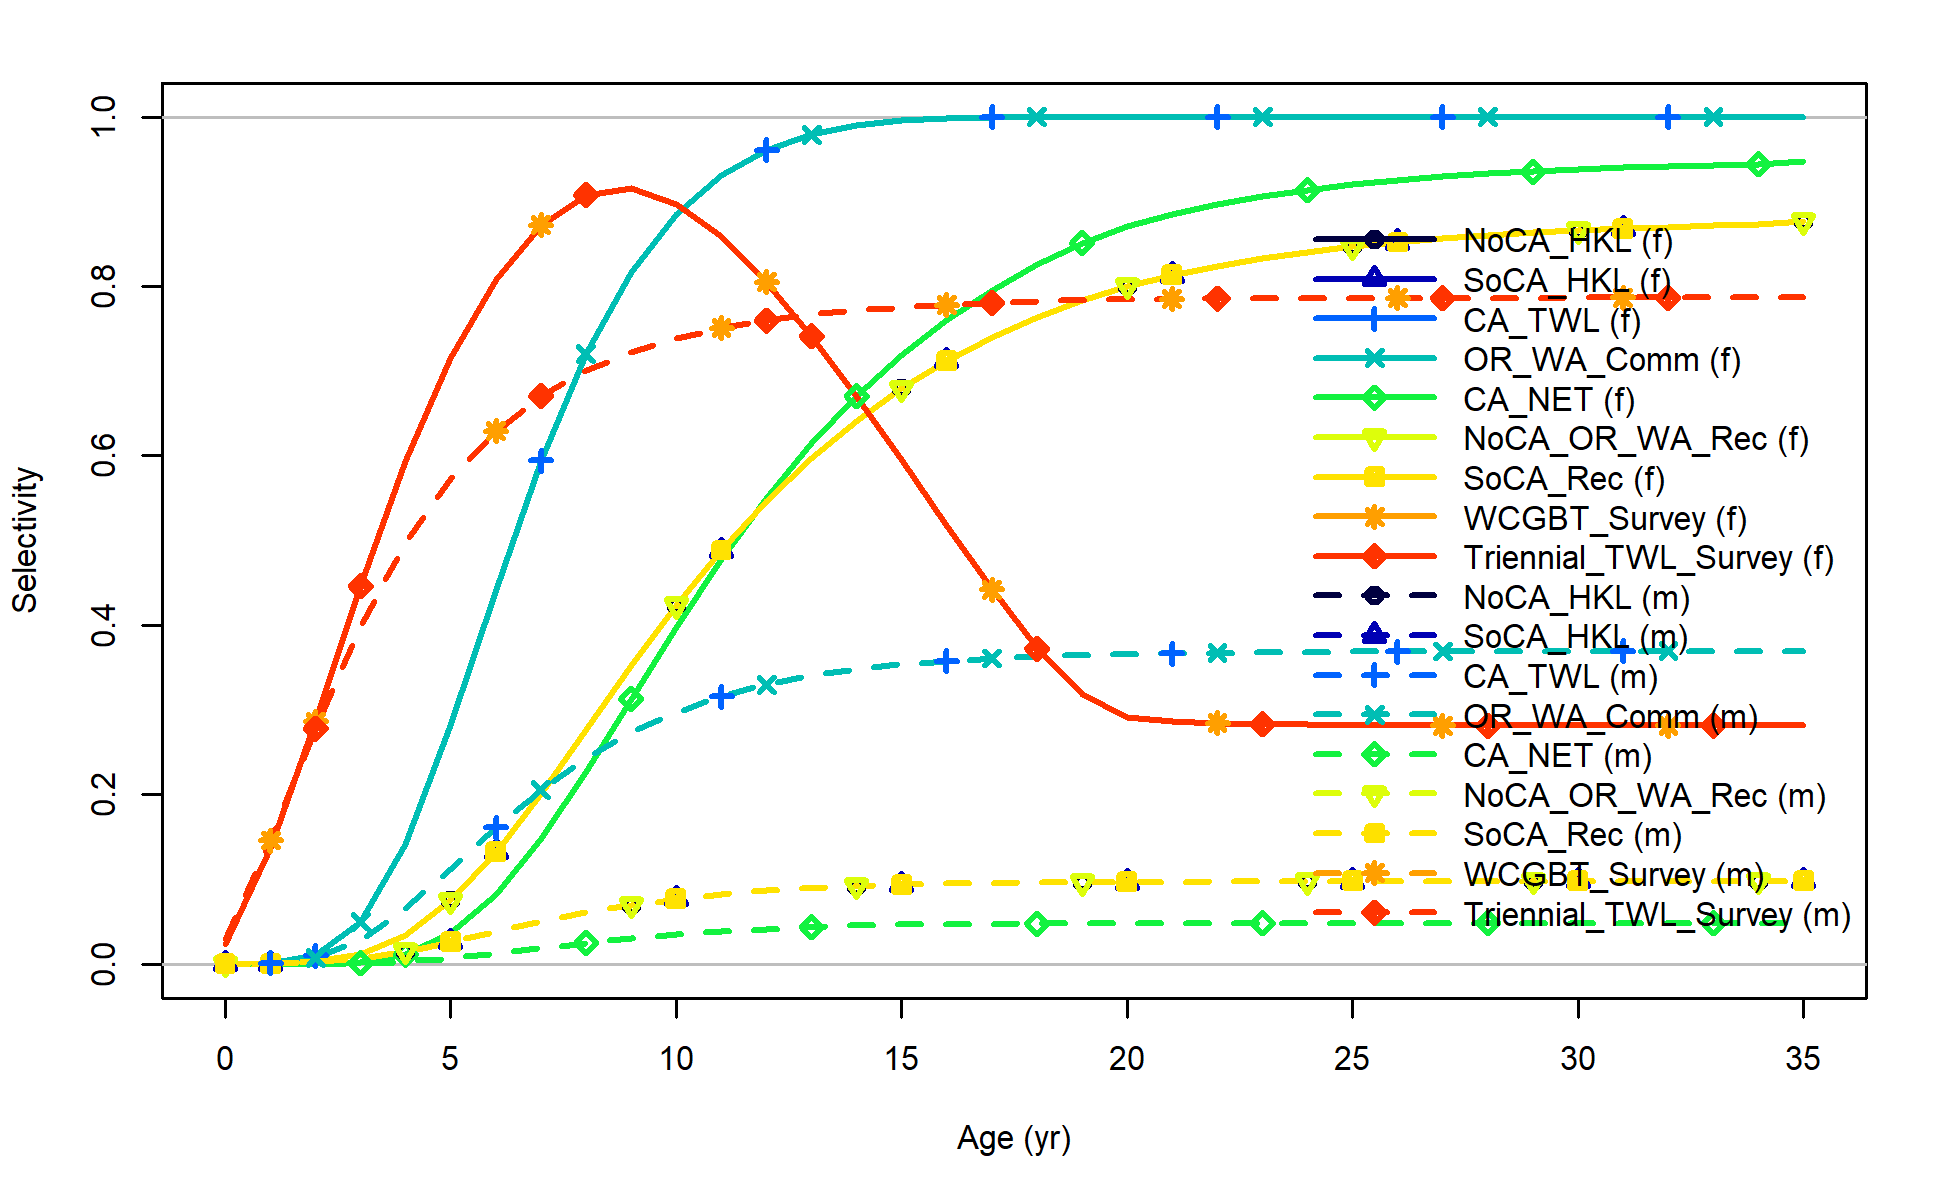 1.0
0.8
0.6
0.4
0.2
0.0
Selectivity
NoCA_HKL (f)
SoCA_HKL (f)
CA_TWL (f)
OR_WA_Comm (f)
CA_NET (f)
NoCA_OR_WA_Rec (f)
SoCA_Rec (f)
WCGBT_Survey (f)
Triennial_TWL_Survey (f)
NoCA_HKL (m)
SoCA_HKL (m)
CA_TWL (m)
OR_WA_Comm (m)
CA_NET (m)
NoCA_OR_WA_Rec (m)
SoCA_Rec (m)
WCGBT_Survey (m)
Triennial_TWL_Survey (m)
0 5 10 15 20 25 30 35
Age (yr)